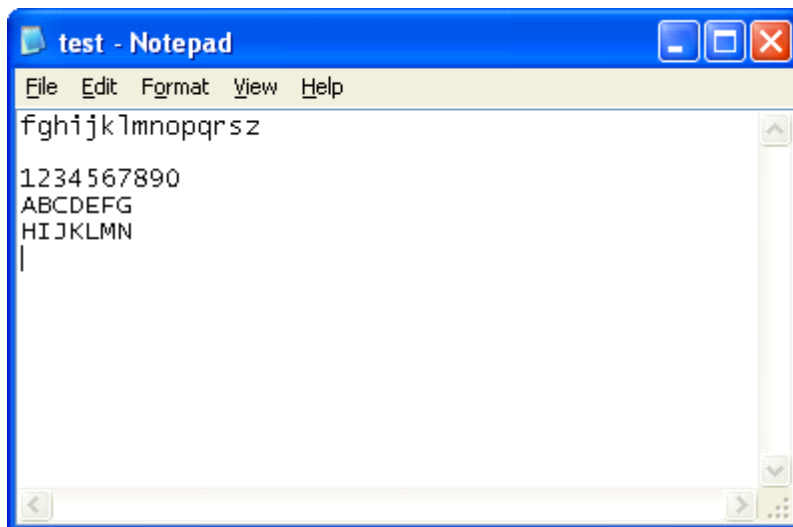 test - Notepad
File Edit Format View Help
fghijklmnopqrsz
1234567890
ABCDEFG
HIJKLMN